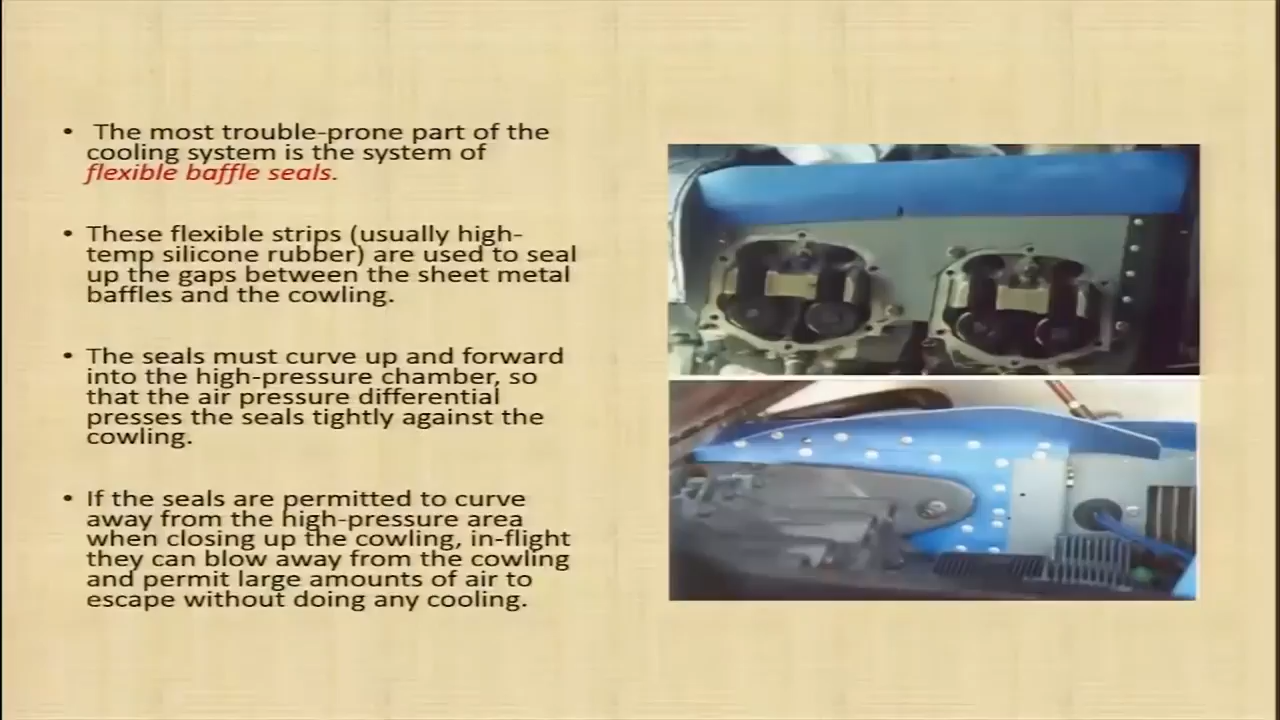 • The most trouble-prone part of the
cooling system is the system of
flexible baffle seals.
• These flexible strips (usually high-
temp silicone rubber) are used to seal
up the gaps between the sheet metal
baffles and the cowling.
• The seals must curve up and forward
into the high-pressure chamber, so
that the air pressure differential
presses the seals tightly against the
cowling.
• If the seals are permitted to curve
away from the high-pressure area
when closing up the cowling, in-flight
they can blow away from the cowling
and permit large amounts of air to
escape without doing any cooling.